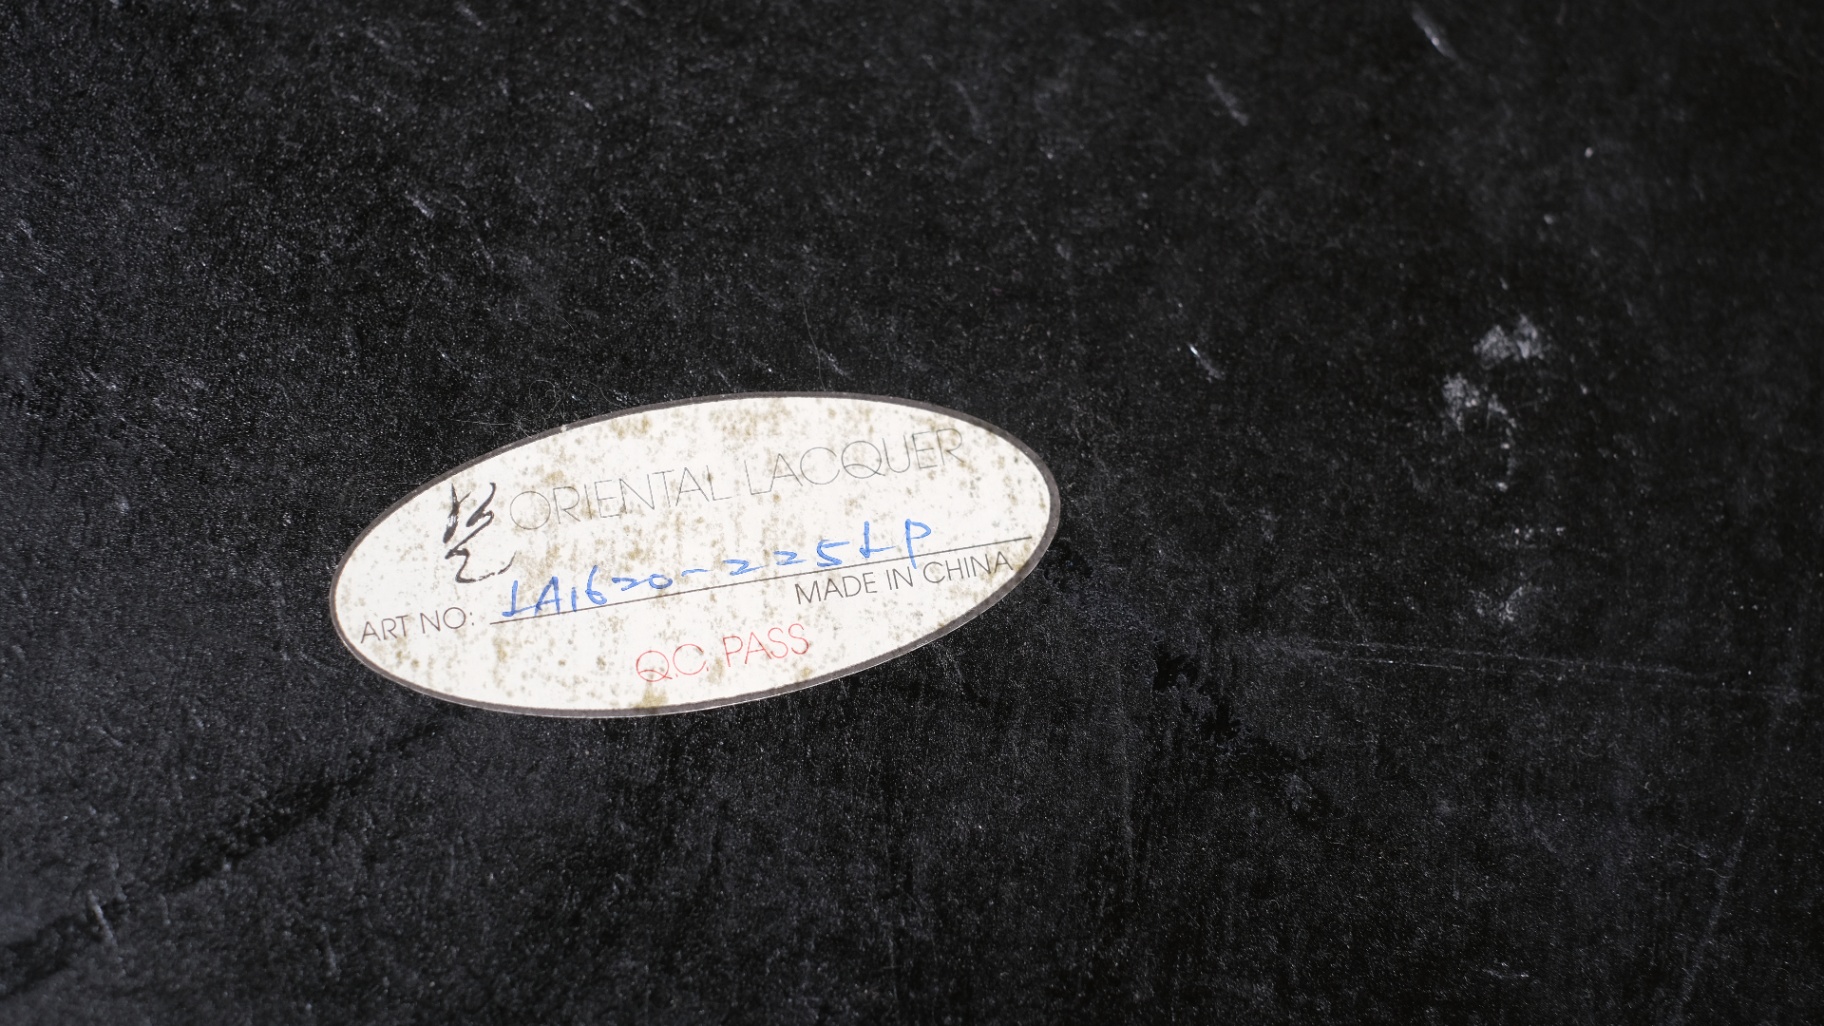 ORIENTAL LACQUER
ART NO: LA1620-225LP
MADE IN CHINA
Q.C. PASS